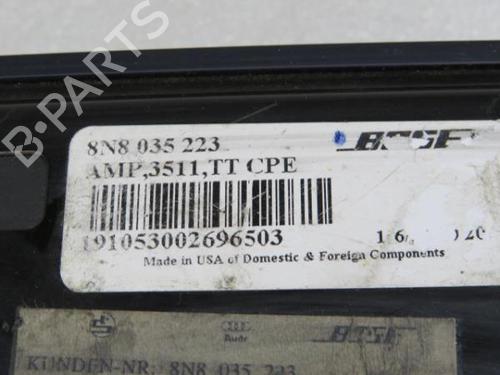 8N8 035 223 BOSE
AMP,3511,TT CPE
191053002696503
Made in USA of Domestic & Foreign Components
Audi BOSE
KUNDEN-NR: 8N8 035 223
B-PARTS